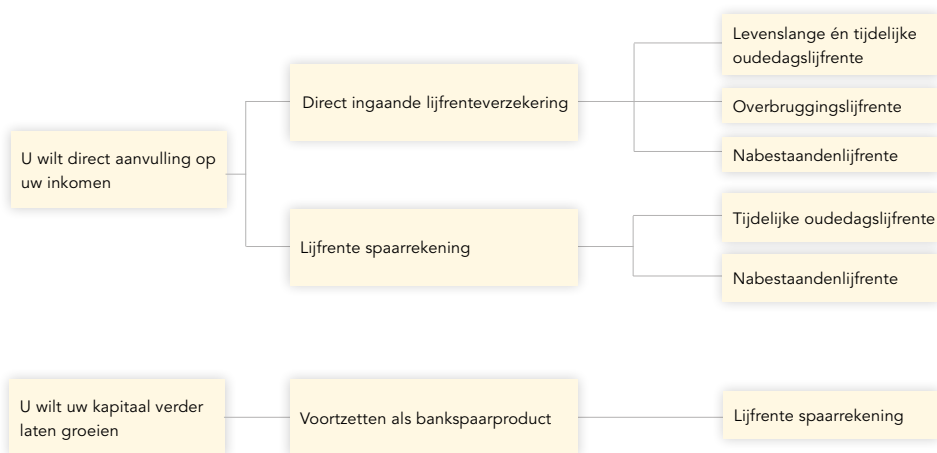 U wilt direct aanvulling op
uw inkomen
Direct ingaande lijfrenteverzekering
Levenslange én tijdelijke
oudedagslijfrente
Overbruggingslijfrente
Nabestaandenlijfrente
Lijfrente spaarrekening
Tijdelijke oudedagslijfrente
Nabestaandenlijfrente
U wilt uw kapitaal verder
laten groeien
Voortzetten als bankspaarproduct
Lijfrente spaarrekening